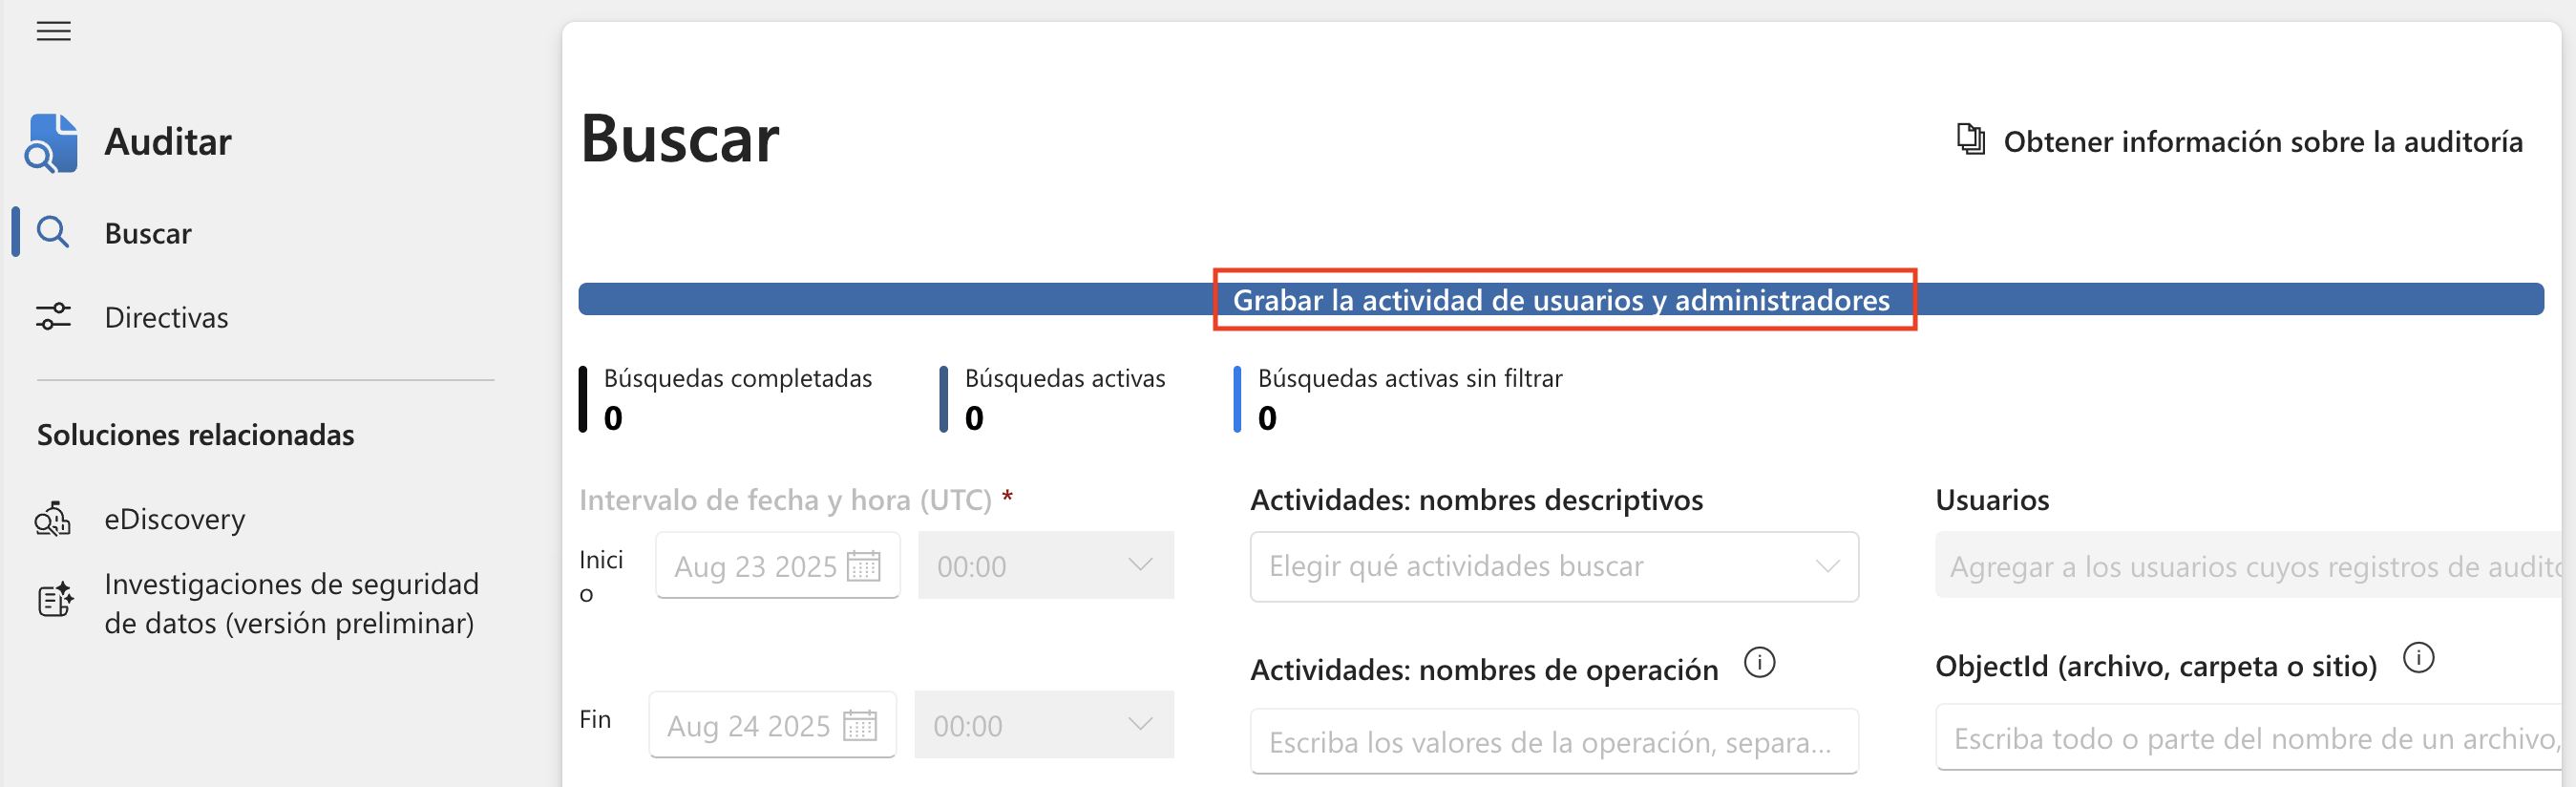 Auditar
Buscar
Directivas
Soluciones relacionadas
eDiscovery
Investigaciones de seguridad
de datos (versión preliminar)
Buscar
Obtener información sobre la auditoría
Grabar la actividad de usuarios y administradores
Búsquedas completadas
0
Búsquedas activas
0
Búsquedas activas sin filtrar
0
Intervalo de fecha y hora (UTC) *
Inici
o
Aug 23 2025
00:00
Fin
Aug 24 2025
00:00
Actividades: nombres descriptivos
Elegir qué actividades buscar
Actividades: nombres de operación
Escriba los valores de la operación, separa...
Usuarios
Agregar a los usuarios cuyos registros de audito
ObjectId (archivo, carpeta o sitio)
Escriba todo o parte del nombre de un archivo,